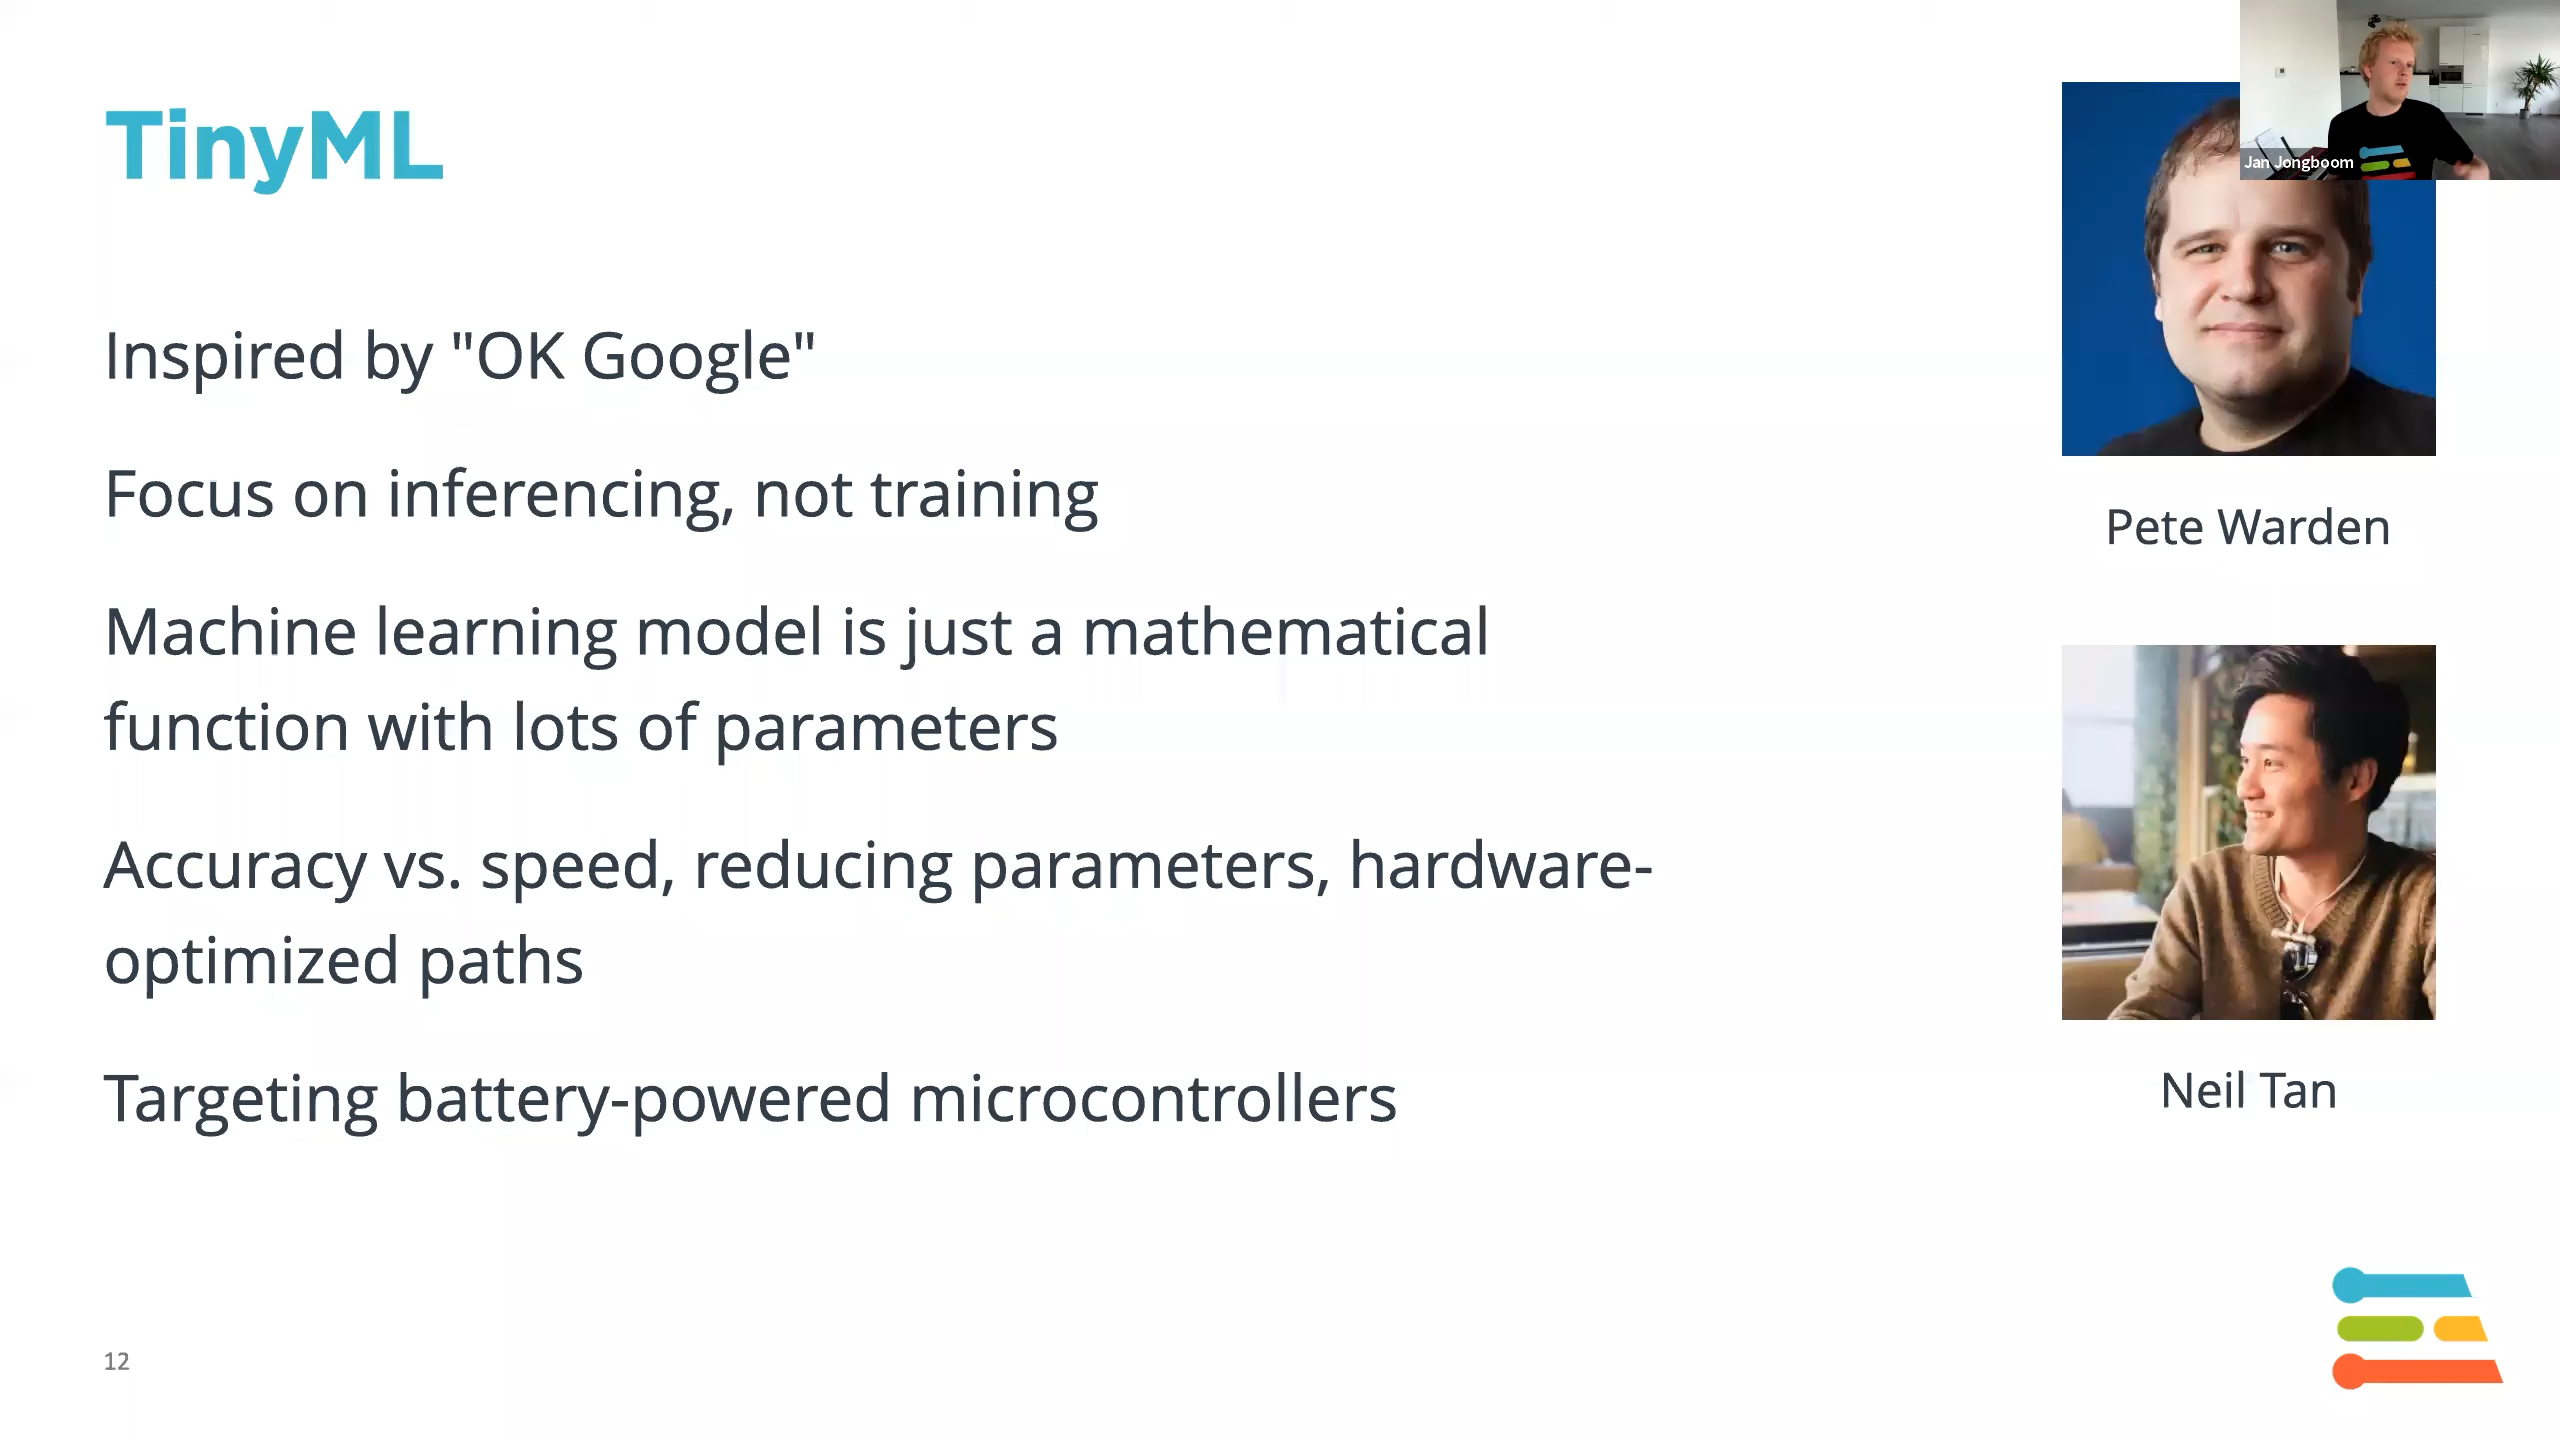 TinyML
Inspired by "OK Google"
Focus on inferencing, not training
Machine learning model is just a mathematical
function with lots of parameters
Accuracy vs. speed, reducing parameters, hardware-
optimized paths
Targeting battery-powered microcontrollers
Jan Jongboom
Pete Warden
Neil Tan
12